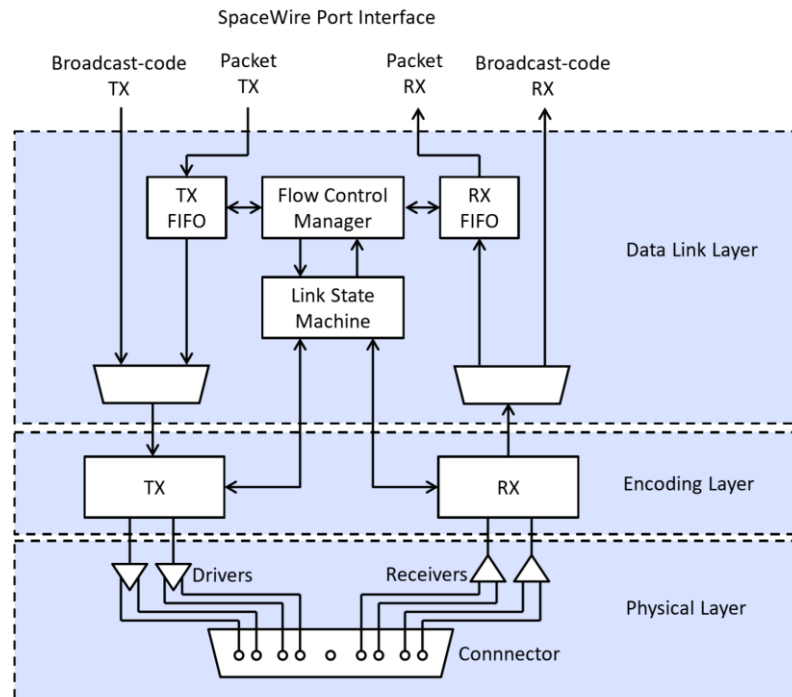 SpaceWire Port Interface
Broadcast-code
TX
Packet
TX
Packet
RX
Broadcast-code
RX
TX
FIFO
Flow Control
Manager
RX
FIFO
Data Link Layer
Link State
Machine
TX
RX
Encoding Layer
Drivers
Receivers
Physical Layer
Connnector